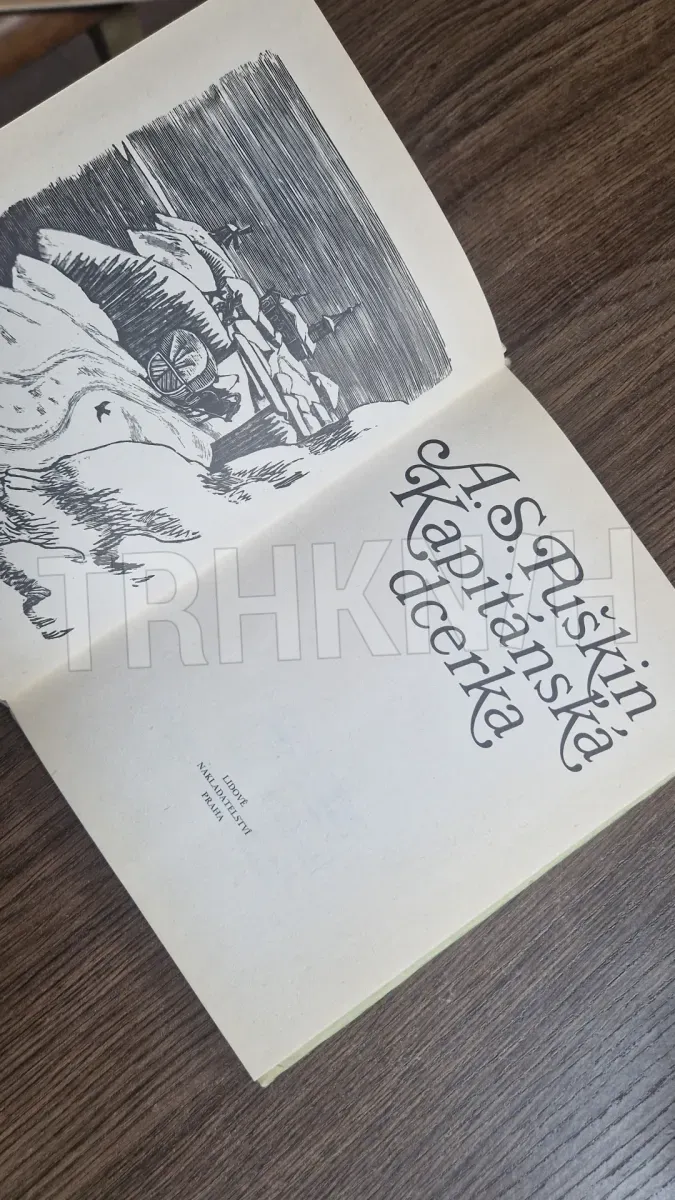 A. S. Puškin
Kapitánská
dcerka
LIDOVÉ
NAKLADATELSTVÍ
PRAHA
TRHKNIH